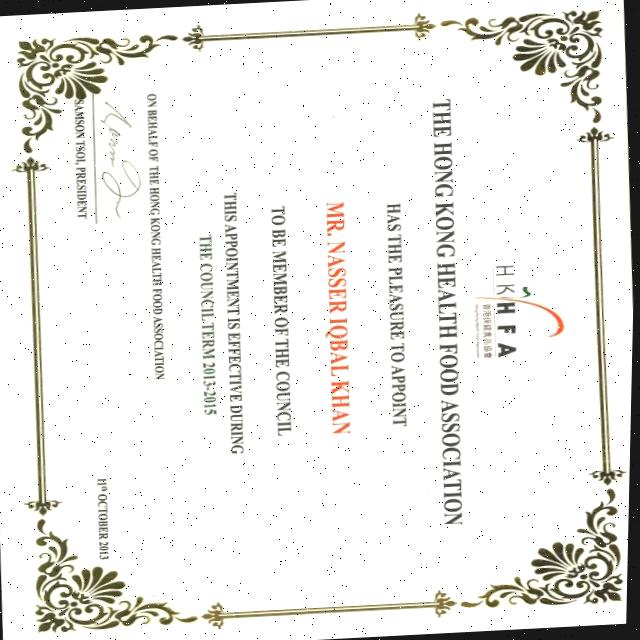 HKHFA
香港保健食品協會
THE HONG KONG HEALTH FOOD ASSOCIATION
HAS THE PLEASURE TO APPOINT
MR. NASSER IQBAL KHAN
TO BE MEMBER OF THE COUNCIL
THIS APPOINTMENT IS EFFECTIVE DURING
THE COUNCIL TERM 2013-2015
ON BEHALF OF THE HONG KONG HEALTH FOOD ASSOCIATION
SAMSON TSOI, PRESIDENT
OCTOBER 2013